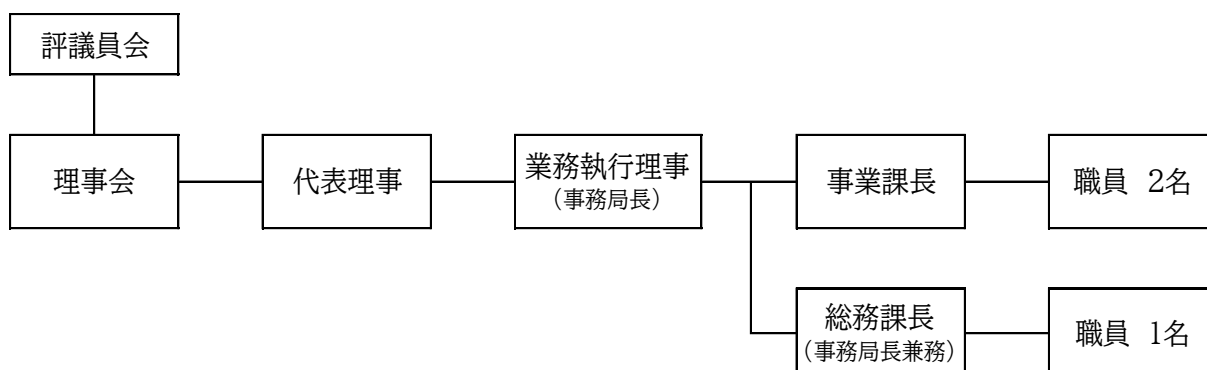 評議員会
理事会
代表理事
業務執行理事
（事務局長）
事業課長
職員　2名
総務課長
（事務局長兼務）
職員　1名